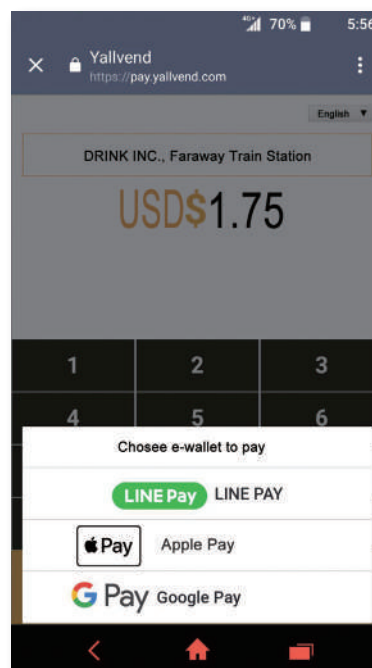 4G+ 70% 5:56
Yallvend
https://pay.yallvend.com
English
DRINK INC., Faraway Train Station
USD$1.75
1 2 3
4 5 6
Chosee e-wallet to pay
LINE Pay LINE PAY
Pay Apple Pay
G Pay Google Pay